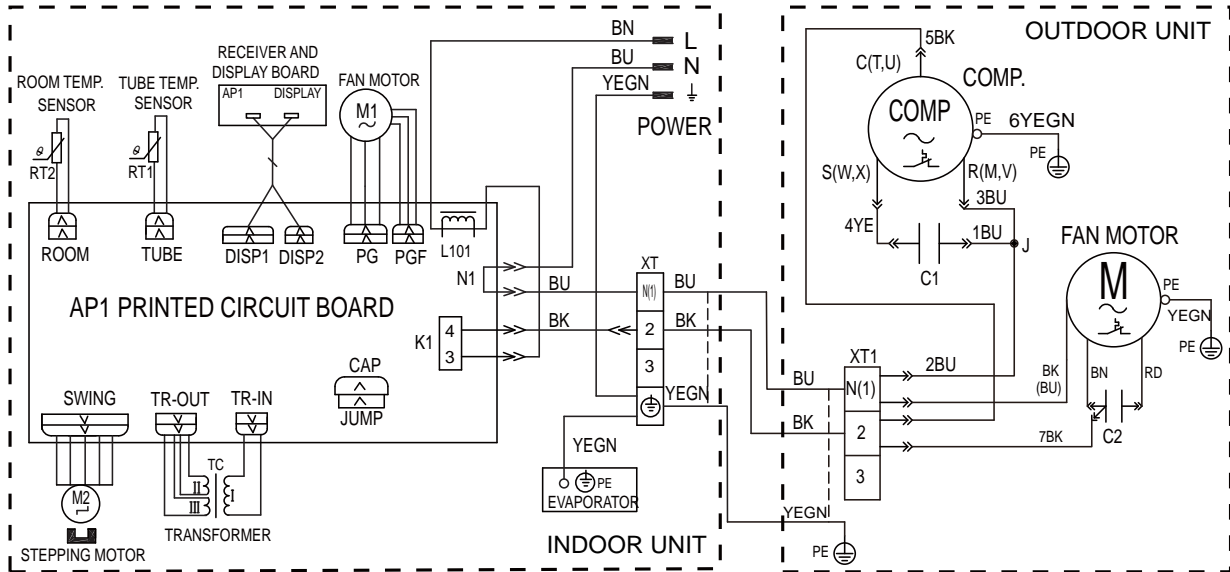 INDOOR UNIT
OUTDOOR UNIT
ROOM TEMP.
SENSOR
TUBE TEMP.
SENSOR
RECEIVER AND
DISPLAY BOARD
AP1 DISPLAY
FAN MOTOR
M1
θ
RT2
θ
RT1
BN
L
BU
N
YEGN
POWER
ROOM
TUBE
DISP1
DISP2
PG
PGF
L101
N1
AP1 PRINTED CIRCUIT BOARD
K1
4
3
BU
BK
XT
N(1)
2
3
BU
BK
YEGN
CAP
JUMP
SWING
TR-OUT
TR-IN
M2
STEPPING MOTOR
TC
II
III
I
TRANSFORMER
YEGN
PE
EVAPORATOR
5BK
C(T,U)
COMP.
COMP
PE
6YEGN
PE
S(W,X)
R(M,V)
3BU
4YE
1BU
J
C1
FAN MOTOR
M
PE
YEGN
PE
XT1
N(1)
2
3
BU
BK
2BU
BK
(BU)
BN
RD
7BK
C2
YEGN
PE